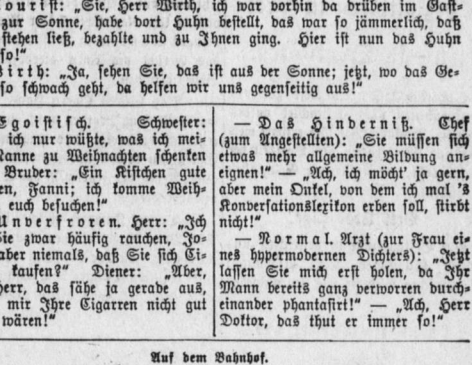 Tourist: „Sie, Herr Wirth, ich war vorhin da drüben im Gast-
zur Sonne, habe dort Huhn bestellt, das war so jämmerlich, daß
stehen ließ, bezahlte und zu Ihnen ging. Hier ist nun das Huhn
so!“
Wirth: „Ja, sehen Sie, das ist aus der Sonne; jetzt, wo das Ge-
so schwach geht, da helfen wir uns gegenseitig aus!“
Egoistisch. Schwester:
ich nur wüßte, was ich mei-
Manne zu Weihnachten schenken
Bruder: „Ein Kistchen gute
en, Fanni; ich komme Weih-
euch besuchen!“
Unverfroren. Herr: „Ich
Sie zwar häufig rauchen, Jo-
aber niemals, daß Sie sich Ci-
kaufen?“ Diener: „Aber,
Herr, das sähe ja gerade aus,
mir Ihre Cigarren nicht gut
wären!“
— Das Hinderniß. Chef
(zum Angestellten): „Sie müssen sich
etwas mehr allgemeine Bildung an-
eignen!“ — „Ach, ich möcht’ ja gern,
aber mein Onkel, von dem ich mal ’s
Konversationslexikon erben soll, stirbt
nicht!“
— Normal. Arzt (zur Frau ei-
nes hypermodernen Dichters): „Jetzt
lassen Sie mich erst holen, da Ihr
Mann bereits ganz verworren durch-
einander phantasirt!“ — „Ach, Herr
Doktor, das thut er immer so!“
Auf dem Bahnhof.